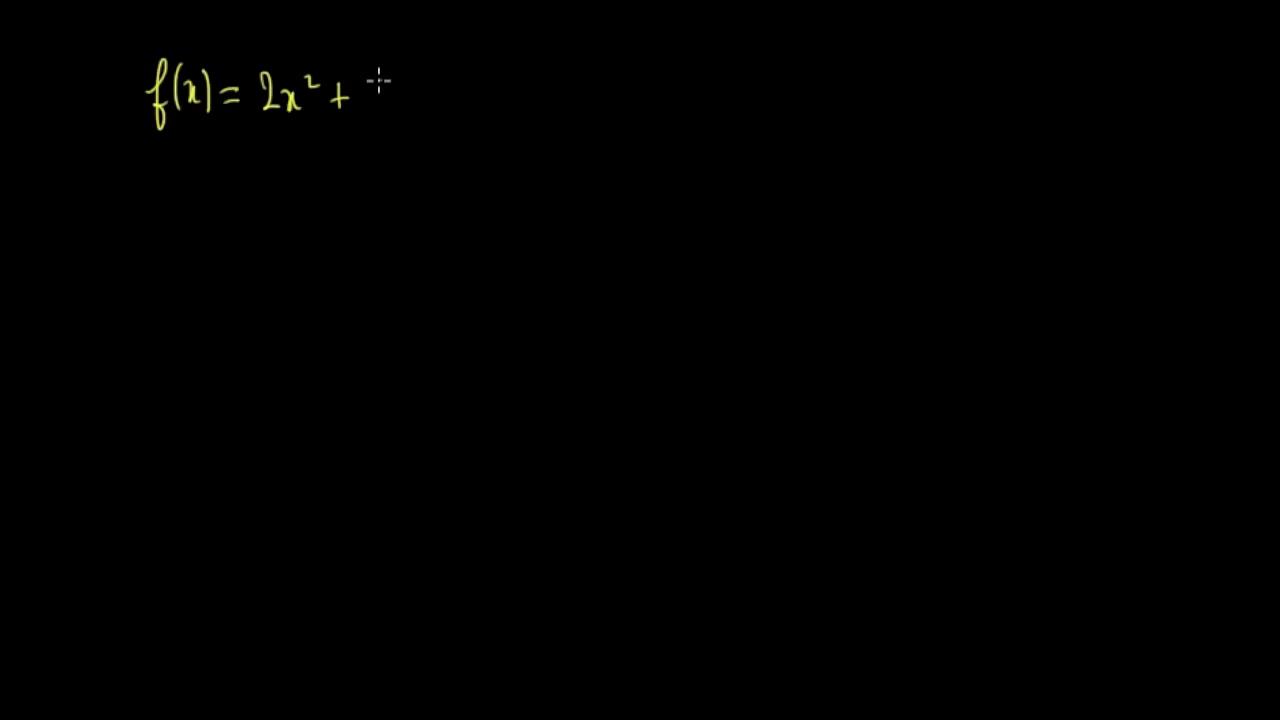 f(x) = 2x² +